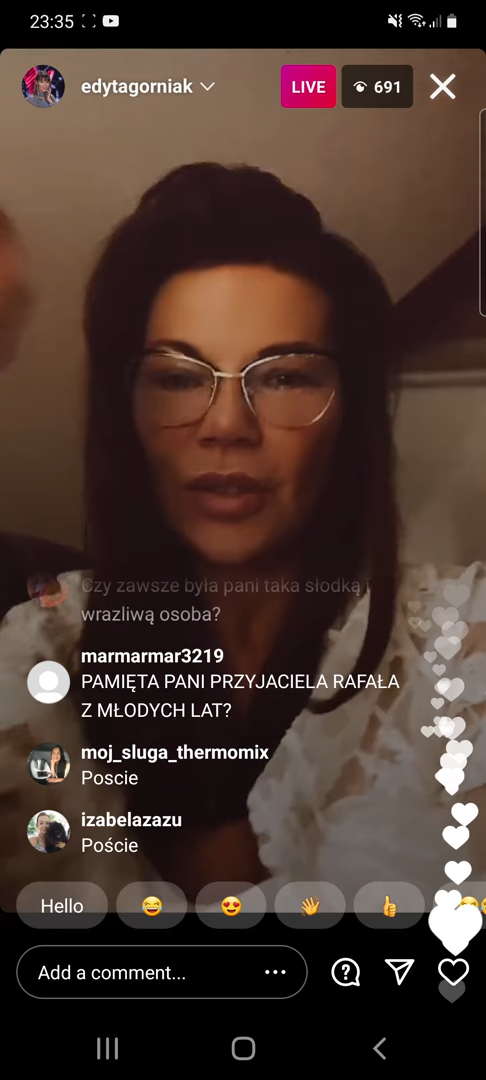 23:35
edytagorniak
LIVE
691
Czy zawsze była pani taka słodką i
wrazliwą osoba?
marmarmar3219
PAMIĘTA PANI PRZYJACIELA RAFAŁA
Z MŁODYCH LAT?
moj_sluga_thermomix
Poscie
izabelazazu
Poście
Hello
Add a comment...